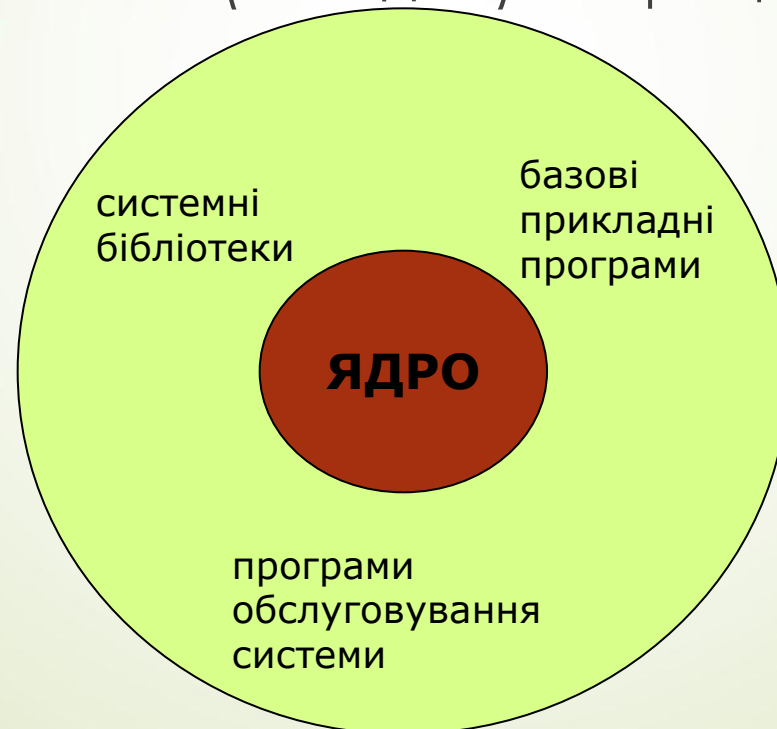 системні
бібліотеки
базові
прикладні
програми
ЯДРО
програми
обслуговування
системи